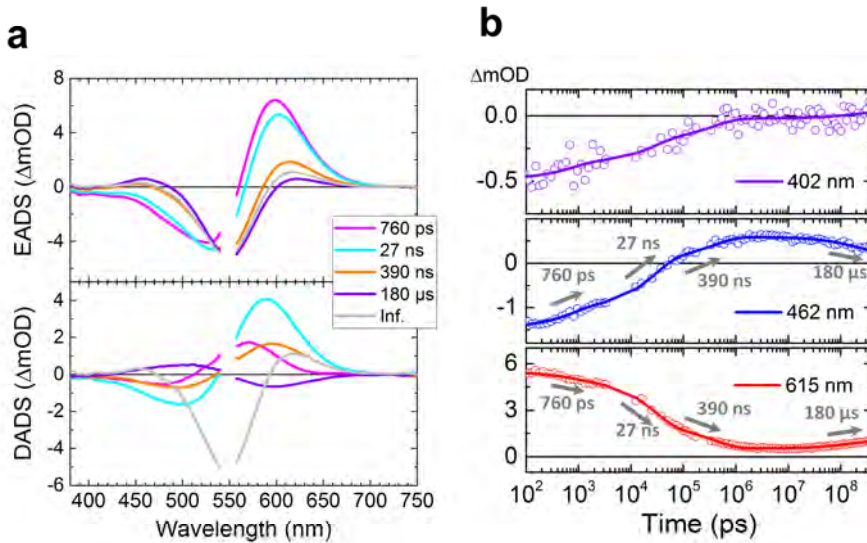 a
8
4
0
-4
EADS (ΔmOD)
760 ps
27 ns
390 ns
180 µs
Inf.
4
2
0
-2
-4
-6
DADS (ΔmOD)
400 450 500 550 600 650 700 750
Wavelength (nm)
b
ΔmOD
0.0
-0.5
402 nm
0
-1
760 ps
27 ns
390 ns
180 µs
462 nm
6
3
0
760 ps
27 ns
390 ns
180 µs
615 nm
10² 10³ 10⁴ 10⁵ 10⁶ 10⁷ 10⁸
Time (ps)